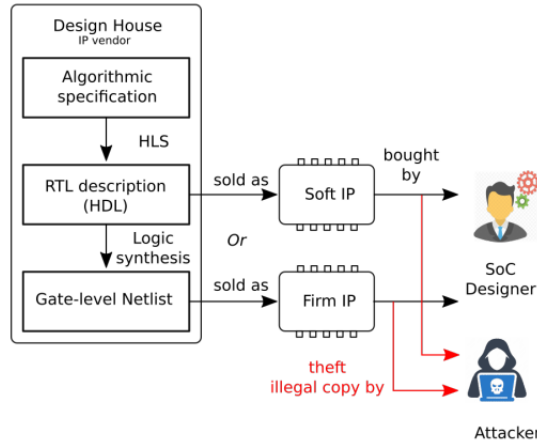 Design House
IP vendor
Algorithmic
specification
HLS
RTL description
(HDL)
sold as
Soft IP
bought
by
Logic
synthesis
Or
SoC
Designer
Gate-level Netlist
sold as
Firm IP
theft
illegal copy by
Attacker